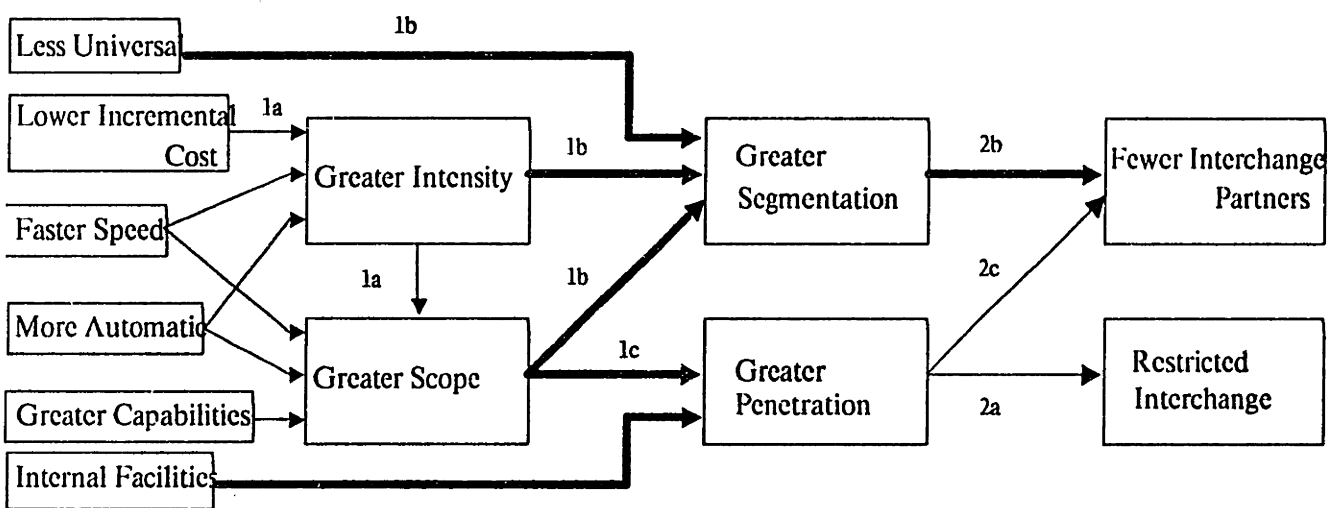 1b
Less Universal
Lower Incremental
Cost
1a
Greater Intensity
1b
Greater
Segmentation
2b
Fewer Interchange
Partners
Faster Speed
1a
1b
2c
More Automatic
Greater Scope
1c
Greater
Penetration
2a
Restricted
Interchange
Greater Capabilities
Internal Facilities